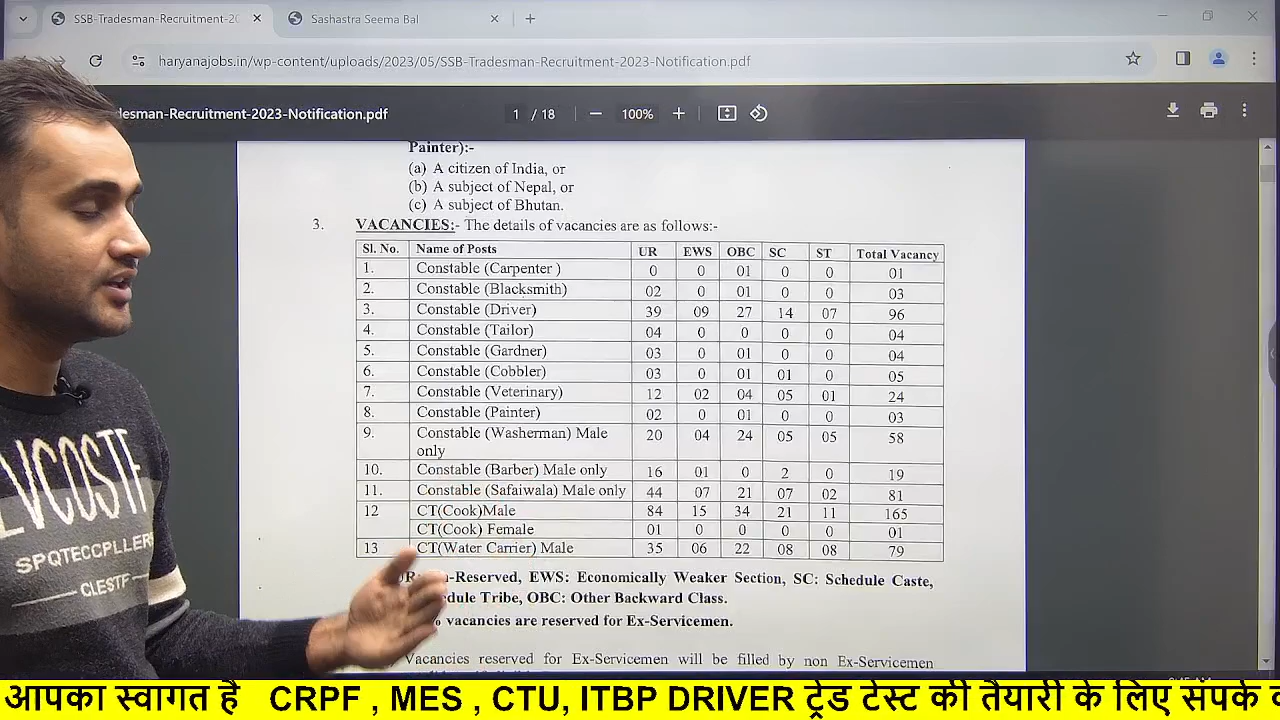 SSB-Tradesman-Recruitment-20
Sashastra Seema Bal
haryanajobs.in/wp-content/uploads/2023/05/SSB-Tradesman-Recruitment-2023-Notification.pdf
desman-Recruitment-2023-Notification.pdf
1 / 18
100%
Painter):-
(a) A citizen of India, or
(b) A subject of Nepal, or
(c) A subject of Bhutan.
3. VACANCIES:- The details of vacancies are as follows:-
Sl. No. Name of Posts UR EWS OBC SC ST Total Vacancy
1. Constable (Carpenter ) 0 0 01 0 0 01
2. Constable (Blacksmith) 02 0 01 0 0 03
3. Constable (Driver) 39 09 27 14 07 96
4. Constable (Tailor) 04 0 0 0 0 04
5. Constable (Gardner) 03 0 01 0 0 04
6. Constable (Cobbler) 03 0 01 01 0 05
7. Constable (Veterinary) 12 02 04 05 01 24
8. Constable (Painter) 02 0 01 0 0 03
9. Constable (Washerman) Male 20 04 24 05 05 58
only
10. Constable (Barber) Male only 16 01 0 2 0 19
11. Constable (Safaiwala) Male only 44 07 21 07 02 81
12 CT(Cook)Male 84 15 34 21 11 165
CT(Cook) Female 01 0 0 0 0 01
13 CT(Water Carrier) Male 35 06 22 08 08 79
-Reserved, EWS: Economically Weaker Section, SC: Schedule Caste,
dule Tribe, OBC: Other Backward Class.
vacancies are reserved for Ex-Servicemen.
Vacancies reserved for Ex-Servicemen will be filled by non Ex-Servicemen
EVCOSTF
SPQTECCPLLERS
CLESTF
आपका स्वागत है CRPF , MES , CTU, ITBP DRIVER ट्रेड टेस्ट की तैयारी के लिए संपर्क